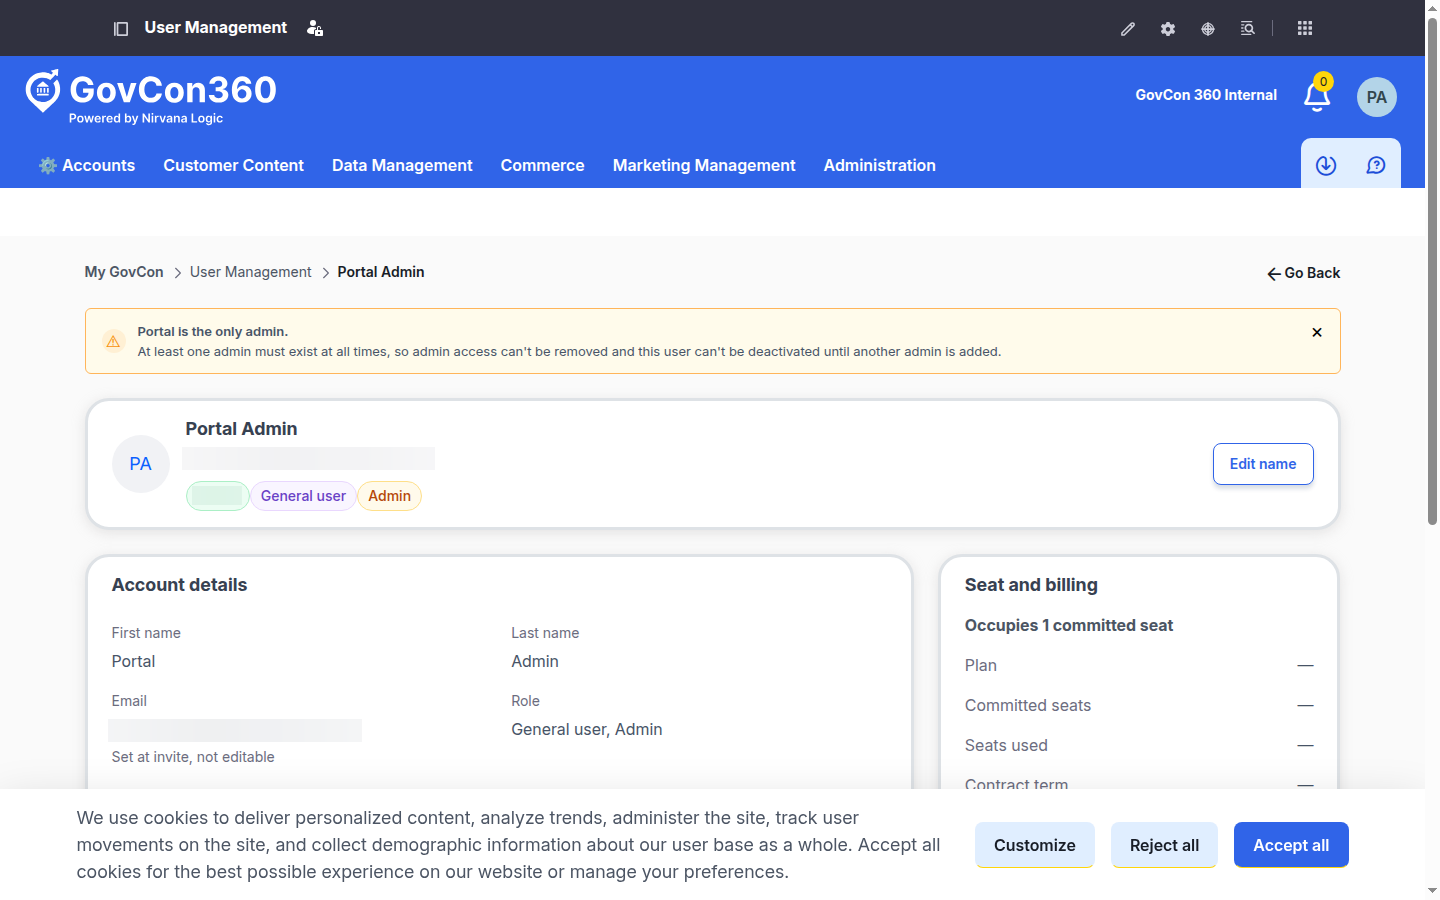 User Management
GovCon360
Powered by Nirvana Logic
GovCon 360 Internal
0
PA
Accounts
Customer Content
Data Management
Commerce
Marketing Management
Administration
My GovCon
User Management
Portal Admin
Go Back
Portal is the only admin.
At least one admin must exist at all times, so admin access can't be removed and this user can't be deactivated until another admin is added.
PA
Portal Admin
General user
Admin
Edit name
Account details
First name
Portal
Last name
Admin
Email
Set at invite, not editable
Role
General user, Admin
Seat and billing
Occupies 1 committed seat
Plan —
Committed seats —
Seats used —
Contract term —
We use cookies to deliver personalized content, analyze trends, administer the site, track user
movements on the site, and collect demographic information about our user base as a whole. Accept all
cookies for the best possible experience on our website or manage your preferences.
Customize
Reject all
Accept all